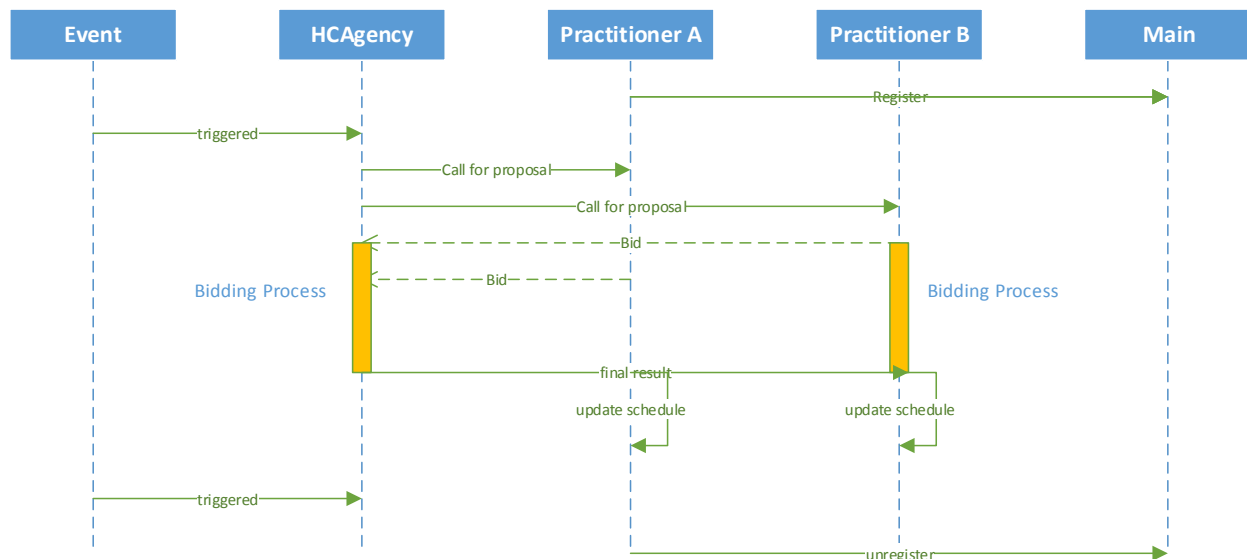 Event
HCAgency
Practitioner A
Practitioner B
Main
Register
triggered
Call for proposal
Call for proposal
Bid
Bid
Bidding Process
Bidding Process
final result
update schedule
update schedule
triggered
unregister